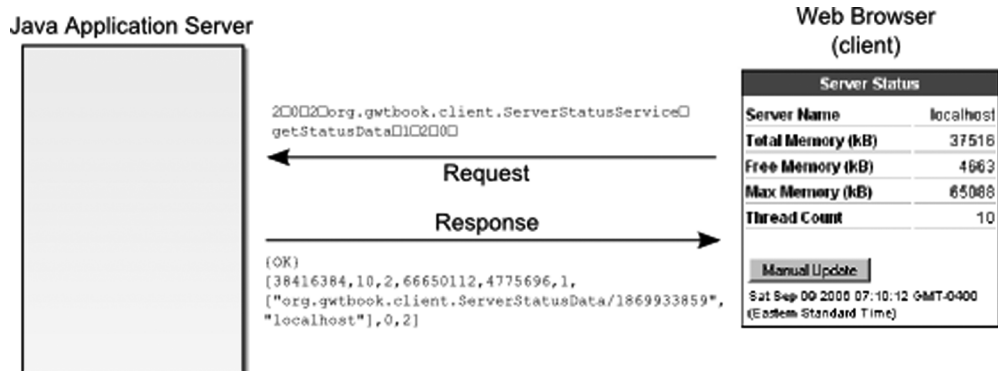 Java Application Server
Web Browser
(client)
2□0□2□org.gwtbook.client.ServerStatusService□
getStatusData□1□2□0□
Request
Response
{OK}
[38416384,10,2,66650112,4775696,1,
["org.gwtbook.client.ServerStatusData/1869933859",
"localhost"],0,2]
Server Status
Server Name localhost
Total Memory (kB) 37516
Free Memory (kB) 4663
Max Memory (kB) 65088
Thread Count 10
Manual Update
Sat Sep 09 2006 07:10:12 GMT-0400
(Eastern Standard Time)